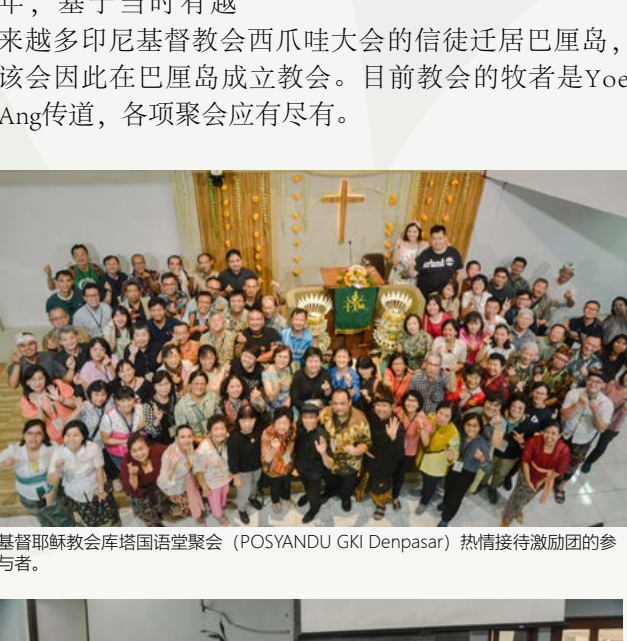 年，基于当时有越
来越多印尼基督教会西爪哇大会的信徒迁居巴厘岛，
该会因此在巴厘岛成立教会。目前教会的牧者是Yoe
Ang传道，各项聚会应有尽有。
基督耶稣教会库塔国语堂聚会（POSYANDU GKI Denpasar）热情接待激励团的参
与者。